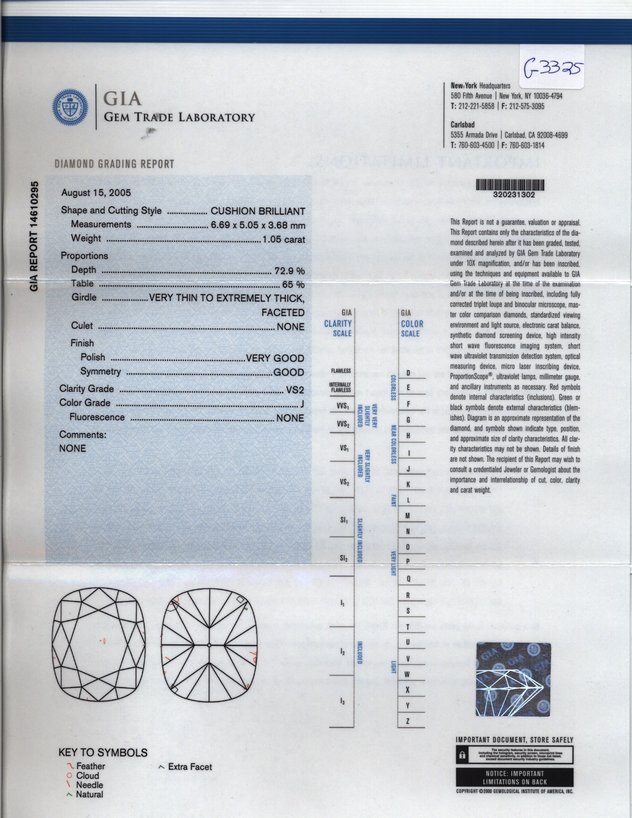 G-3325
GIA
GEM TRADE LABORATORY
New York Headquarters
580 Fifth Avenue | New York, NY 10036-4794
T: 212-221-5858 | F: 212-575-3095
Carlsbad
5355 Armada Drive | Carlsbad, CA 92008-4699
T: 760-603-4500 | F: 760-603-1814
DIAMOND GRADING REPORT
320231302
GIA REPORT 14610295
August 15, 2005
Shape and Cutting Style ............. CUSHION BRILLIANT
Measurements ............. 6.69 x 5.05 x 3.68 mm
Weight ............. 1.05 carat
Proportions
Depth ............. 72.9 %
Table ............. 65 %
Girdle ............. VERY THIN TO EXTREMELY THICK,
FACETED
Culet ............. NONE
Finish
Polish ............. VERY GOOD
Symmetry ............. GOOD
Clarity Grade ............. VS2
Color Grade ............. J
Fluorescence ............. NONE
Comments:
NONE
This Report is not a guarantee, valuation or appraisal.
This Report contains only the characteristics of the dia-
mond described herein after it has been graded, tested,
examined and analyzed by GIA Gem Trade Laboratory
under 10X magnification, and/or has been inscribed,
using the techniques and equipment available to GIA
Gem Trade Laboratory at the time of the examination
and/or at the time of being inscribed, including fully
corrected triplet loupe and binocular microscope, mas-
ter color comparison diamonds, standardized viewing
environment and light source, electronic carat balance,
synthetic diamond screening device, high intensity
short wave fluorescence imaging system, short
wave ultraviolet transmission detection system, optical
measuring device, micro laser inscribing device,
ProportionScope®, ultraviolet lamps, millimeter gauge,
and ancillary instruments as necessary. Red symbols
denote internal characteristics (inclusions). Green or
black symbols denote external characteristics (blem-
ishes). Diagram is an approximate representation of the
diamond, and symbols shown indicate type, position,
and approximate size of clarity characteristics. All clar-
ity characteristics may not be shown. Details of finish
are not shown. The recipient of this Report may wish to
consult a credentialed Jeweler or Gemologist about the
importance and interrelationship of cut, color, clarity
and carat weight.
GIA
CLARITY
SCALE
FLAWLESS
INTERNALLY
FLAWLESS
VVS1
VVS2
VS1
VS2
SI1
SI2
I1
I2
I3
VERY VERY
SLIGHTLY
INCLUDED
VERY SLIGHTLY
INCLUDED
SLIGHTLY INCLUDED
INCLUDED
GIA
COLOR
SCALE
COLORLESS
NEAR COLORLESS
FAINT
VERY LIGHT
LIGHT
D
E
F
G
H
I
J
K
L
M
N
O
P
Q
R
S
T
U
V
W
X
Y
Z
KEY TO SYMBOLS
Feather
Cloud
Needle
Natural
Extra Facet
IMPORTANT DOCUMENT, STORE SAFELY
NOTICE: IMPORTANT
LIMITATIONS ON BACK
COPYRIGHT ©2000 GEMOLOGICAL INSTITUTE OF AMERICA, INC.